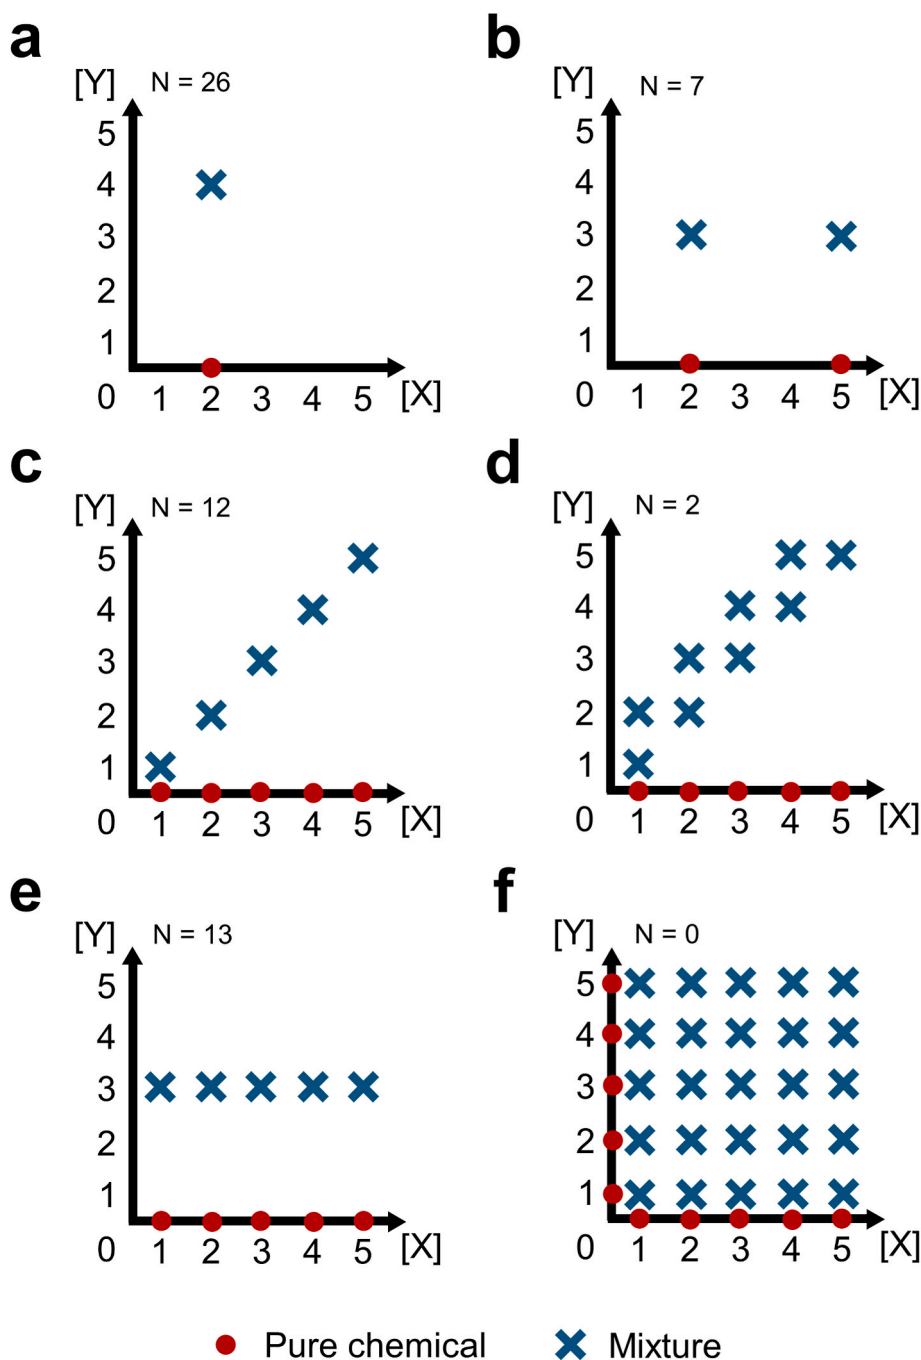 a
[Y] N = 26
5
4
3
2
1
0 1 2 3 4 5 [X]
b
[Y] N = 7
5
4
3
2
1
0 1 2 3 4 5 [X]
c
[Y] N = 12
5
4
3
2
1
0 1 2 3 4 5 [X]
d
[Y] N = 2
5
4
3
2
1
0 1 2 3 4 5 [X]
e
[Y] N = 13
5
4
3
2
1
0 1 2 3 4 5 [X]
f
[Y] N = 0
5
4
3
2
1
0 1 2 3 4 5 [X]
Pure chemical Mixture